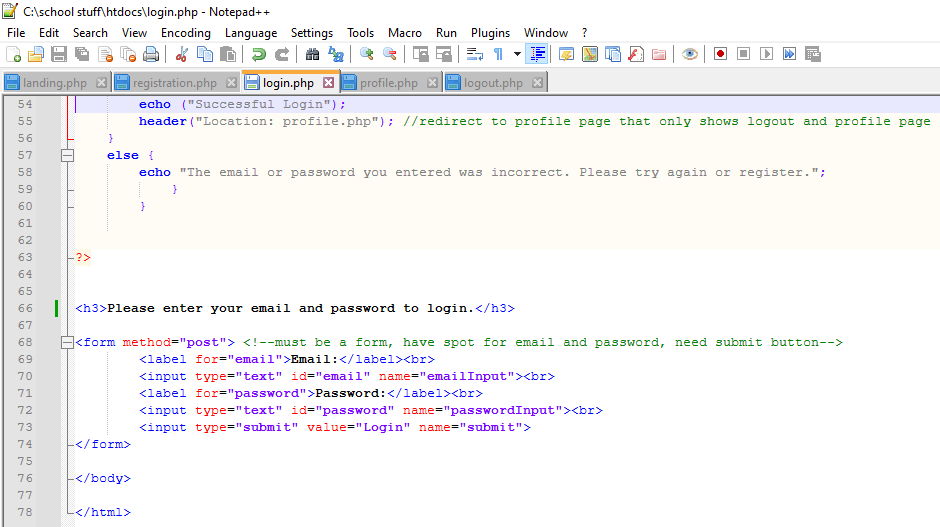 C:\school stuff\htdocs\login.php - Notepad++
File Edit Search View Encoding Language Settings Tools Macro Run Plugins Window ?
landing.php registration.php login.php profile.php logout.php
54 echo ("Successful Login");
55 header("Location: profile.php"); //redirect to profile page that only shows logout and profile page
56 }
57 else {
58 echo "The email or password you entered was incorrect. Please try again or register.";
59 }
60 }
61
62
63 ?>
64
65
66 <h3>Please enter your email and password to login.</h3>
67
68 <form method="post"> <!--must be a form, have spot for email and password, need submit button-->
69 <label for="email">Email:</label><br>
70 <input type="text" id="email" name="emailInput"><br>
71 <label for="password">Password:</label><br>
72 <input type="text" id="password" name="passwordInput"><br>
73 <input type="submit" value="Login" name="submit">
74 </form>
75
76 </body>
77
78 </html>